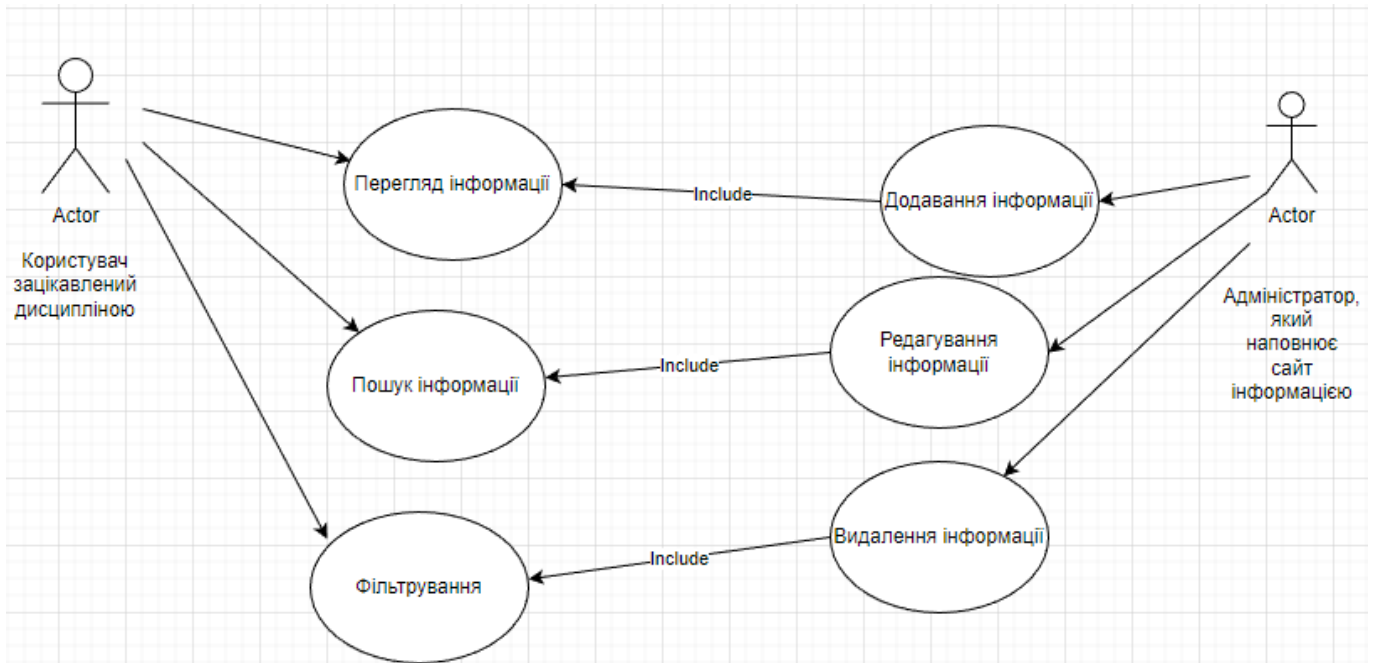 Actor
Користувач
зацікавлений
дисципліною
Перегляд інформації
Include
Додавання інформації
Actor
Адміністратор,
який
наповнює
сайт
інформацією
Пошук інформації
Include
Редагування
інформації
Фільтрування
Include
Видалення інформації